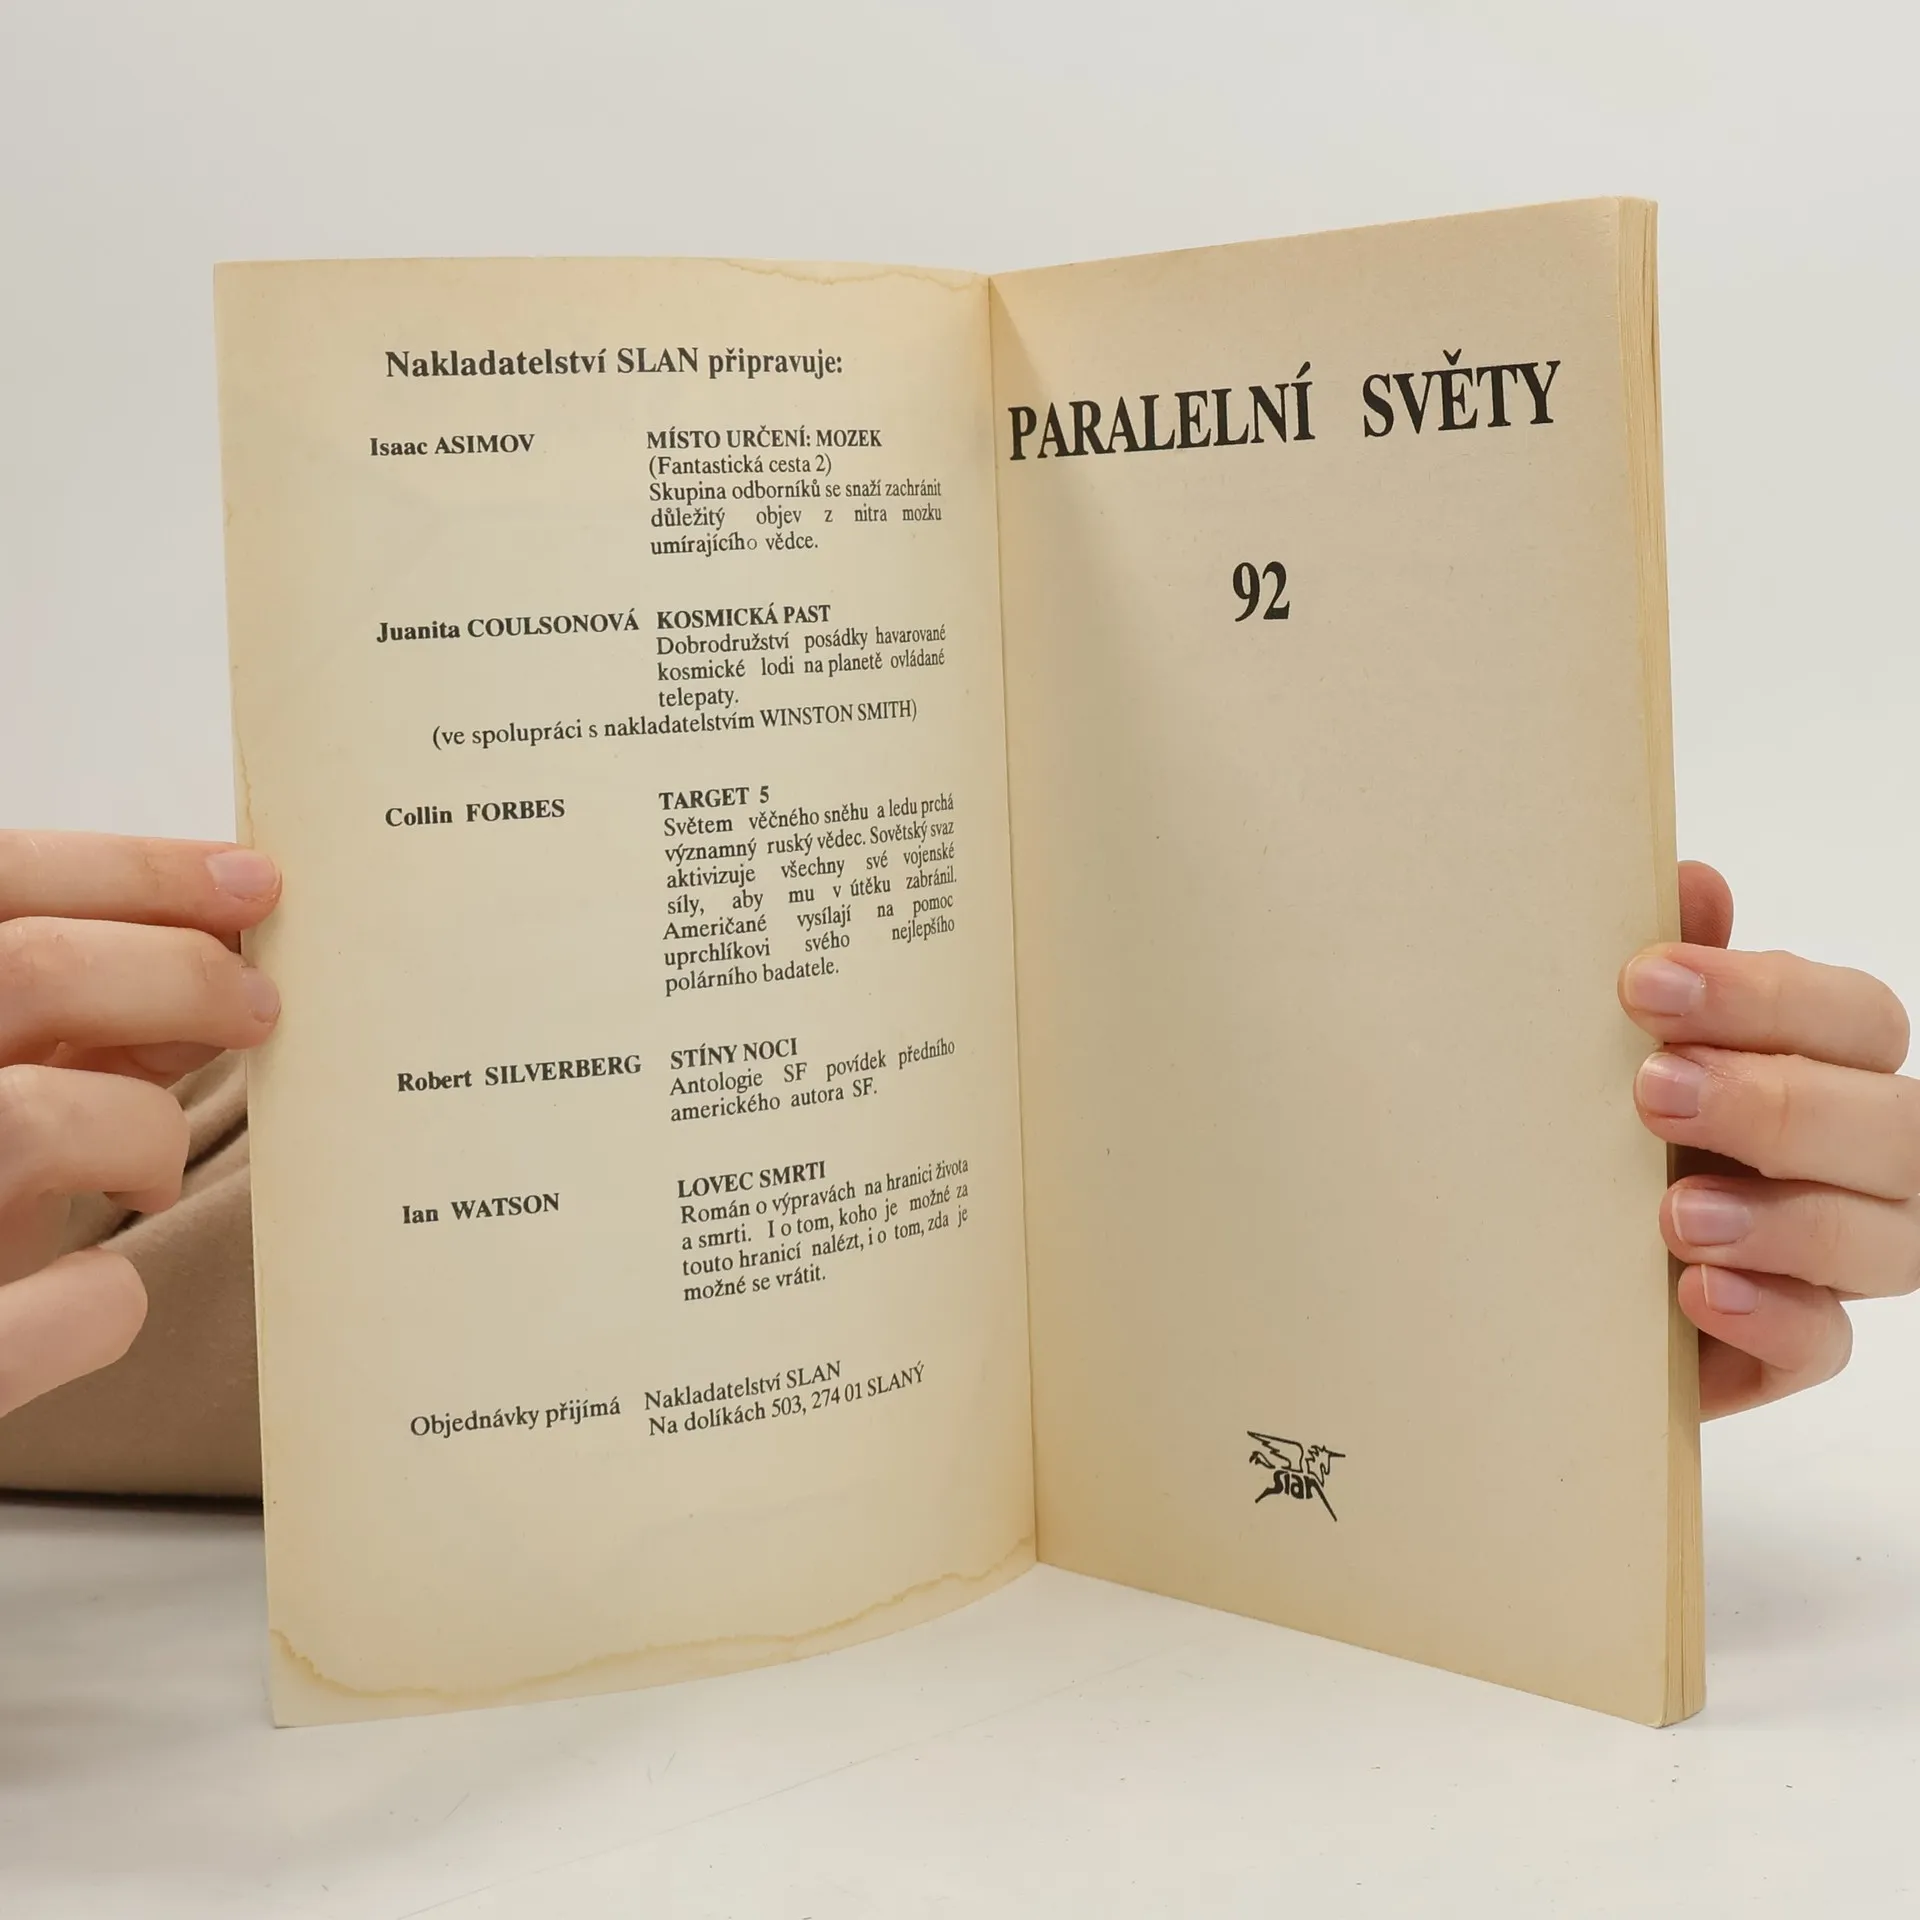 Nakladatelství SLAN připravuje:
Isaac ASIMOV
MÍSTO URČENÍ: MOZEK
(Fantastická cesta 2)
Skupina odborníků se snaží zachránit
důležitý objev z nitra mozku
umírajícího vědce.
Juanita COULSONOVÁ
KOSMICKÁ PAST
Dobrodružství posádky havarované
kosmické lodi na planetě ovládané
telepaty.
(ve spolupráci s nakladatelstvím WINSTON SMITH)
Collin FORBES
TARGET 5
Světem věčného sněhu a ledu prchá
významný ruský vědec. Sovětský svaz
aktivizuje všechny své vojenské
síly, aby mu v útěku zabránil.
Američané vysílají na pomoc
uprchlíkovi svého nejlepšího
polárního badatele.
Robert SILVERBERG
STÍNY NOCI
Antologie SF povídek předního
amerického autora SF.
Ian WATSON
LOVEC SMRTI
Román o výpravách na hranici života
a smrti. I o tom, koho je možné za
touto hranicí nalézt, i o tom, zda je
možné se vrátit.
Objednávky přijímá
Nakladatelství SLAN
Na dolíkách 503, 274 01 SLANÝ
PARALELNÍ SVĚTY
92
Slan